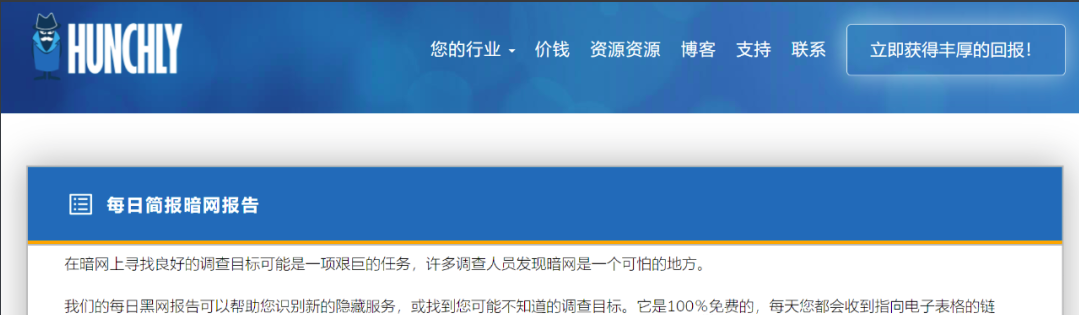 HUNCHLY
您的行业 价钱 资源资源 博客 支持 联系 立即获得丰厚的回报！
每日简报暗网报告
在暗网上寻找良好的调查目标可能是一项艰巨的任务，许多调查人员发现暗网是一个可怕的地方。
我们的每日黑网报告可以帮助您识别新的隐藏服务，或找到您可能不知道的调查目标。它是100％免费的，每天您都会收到指向电子表格的链